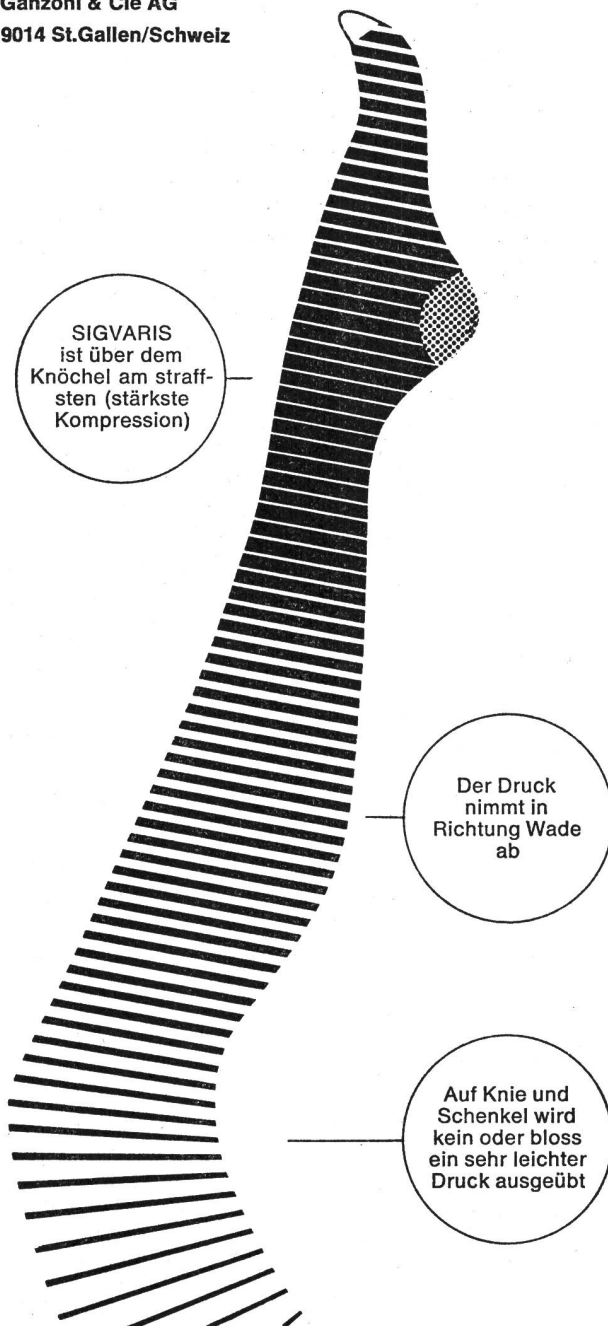 Ganzoni & Cie AG
9014 St.Gallen/Schweiz
SIGVARIS
ist über dem
Knöchel am straff-
sten (stärkste
Kompression)
Der Druck
nimmt in
Richtung Wade
ab
Auf Knie und
Schenkel wird
kein oder bloss
ein sehr leichter
Druck ausgeübt